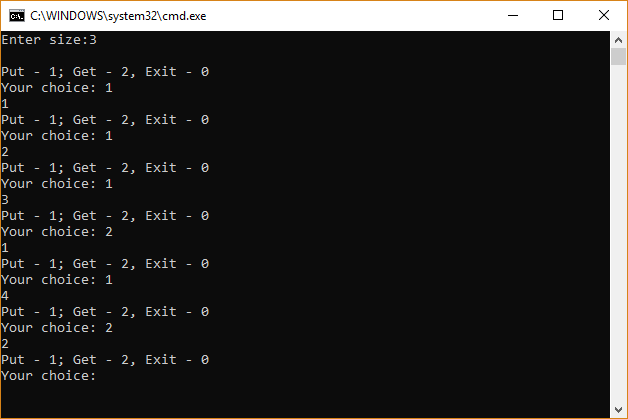 C:\WINDOWS\system32\cmd.exe
Enter size:3
Put - 1; Get - 2, Exit - 0
Your choice: 1
1
Put - 1; Get - 2, Exit - 0
Your choice: 1
2
Put - 1; Get - 2, Exit - 0
Your choice: 1
3
Put - 1; Get - 2, Exit - 0
Your choice: 2
1
Put - 1; Get - 2, Exit - 0
Your choice: 1
4
Put - 1; Get - 2, Exit - 0
Your choice: 2
2
Put - 1; Get - 2, Exit - 0
Your choice: